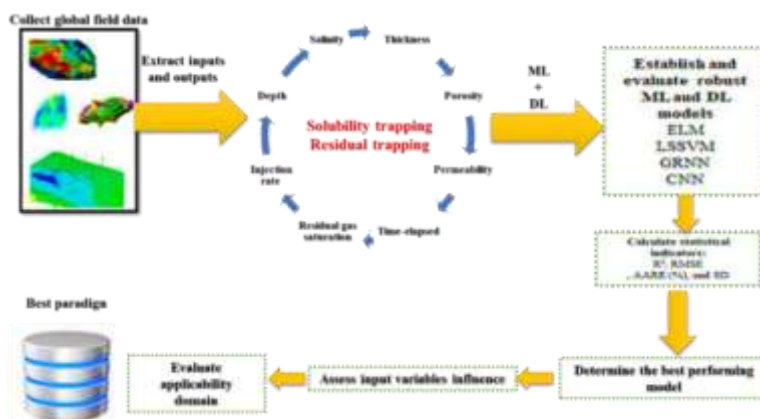 Collect global field data
Extract inputs
and outputs
Salinity
Thickness
Depth
Porosity
Solubility trapping
Residual trapping
Injection
rate
Permeability
Residual gas
saturation
Time-elapsed
ML
+
DL
Establish and
evaluate robust
ML and DL
models
ELM
LSSVM
GRNN
CNN
Calculate statistical
indicators:
R², RMSE
, AARE (%), and SD
Determine the best performing
model
Assess input variables influence
Evaluate
applicability
domain
Best paradigm